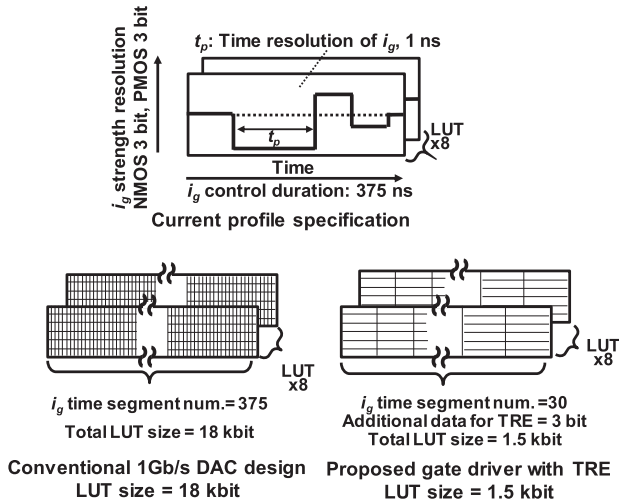 t_p: Time resolution of i_g, 1 ns
i_g strength resolution
NMOS 3 bit, PMOS 3 bit
t_p
LUT
x8
Time
i_g control duration: 375 ns
Current profile specification
LUT
x8
i_g time segment num.=375
Total LUT size = 18 kbit
Conventional 1Gb/s DAC design
LUT size = 18 kbit
LUT
x8
i_g time segment num. =30
Additional data for TRE = 3 bit
Total LUT size = 1.5 kbit
Proposed gate driver with TRE
LUT size = 1.5 kbit